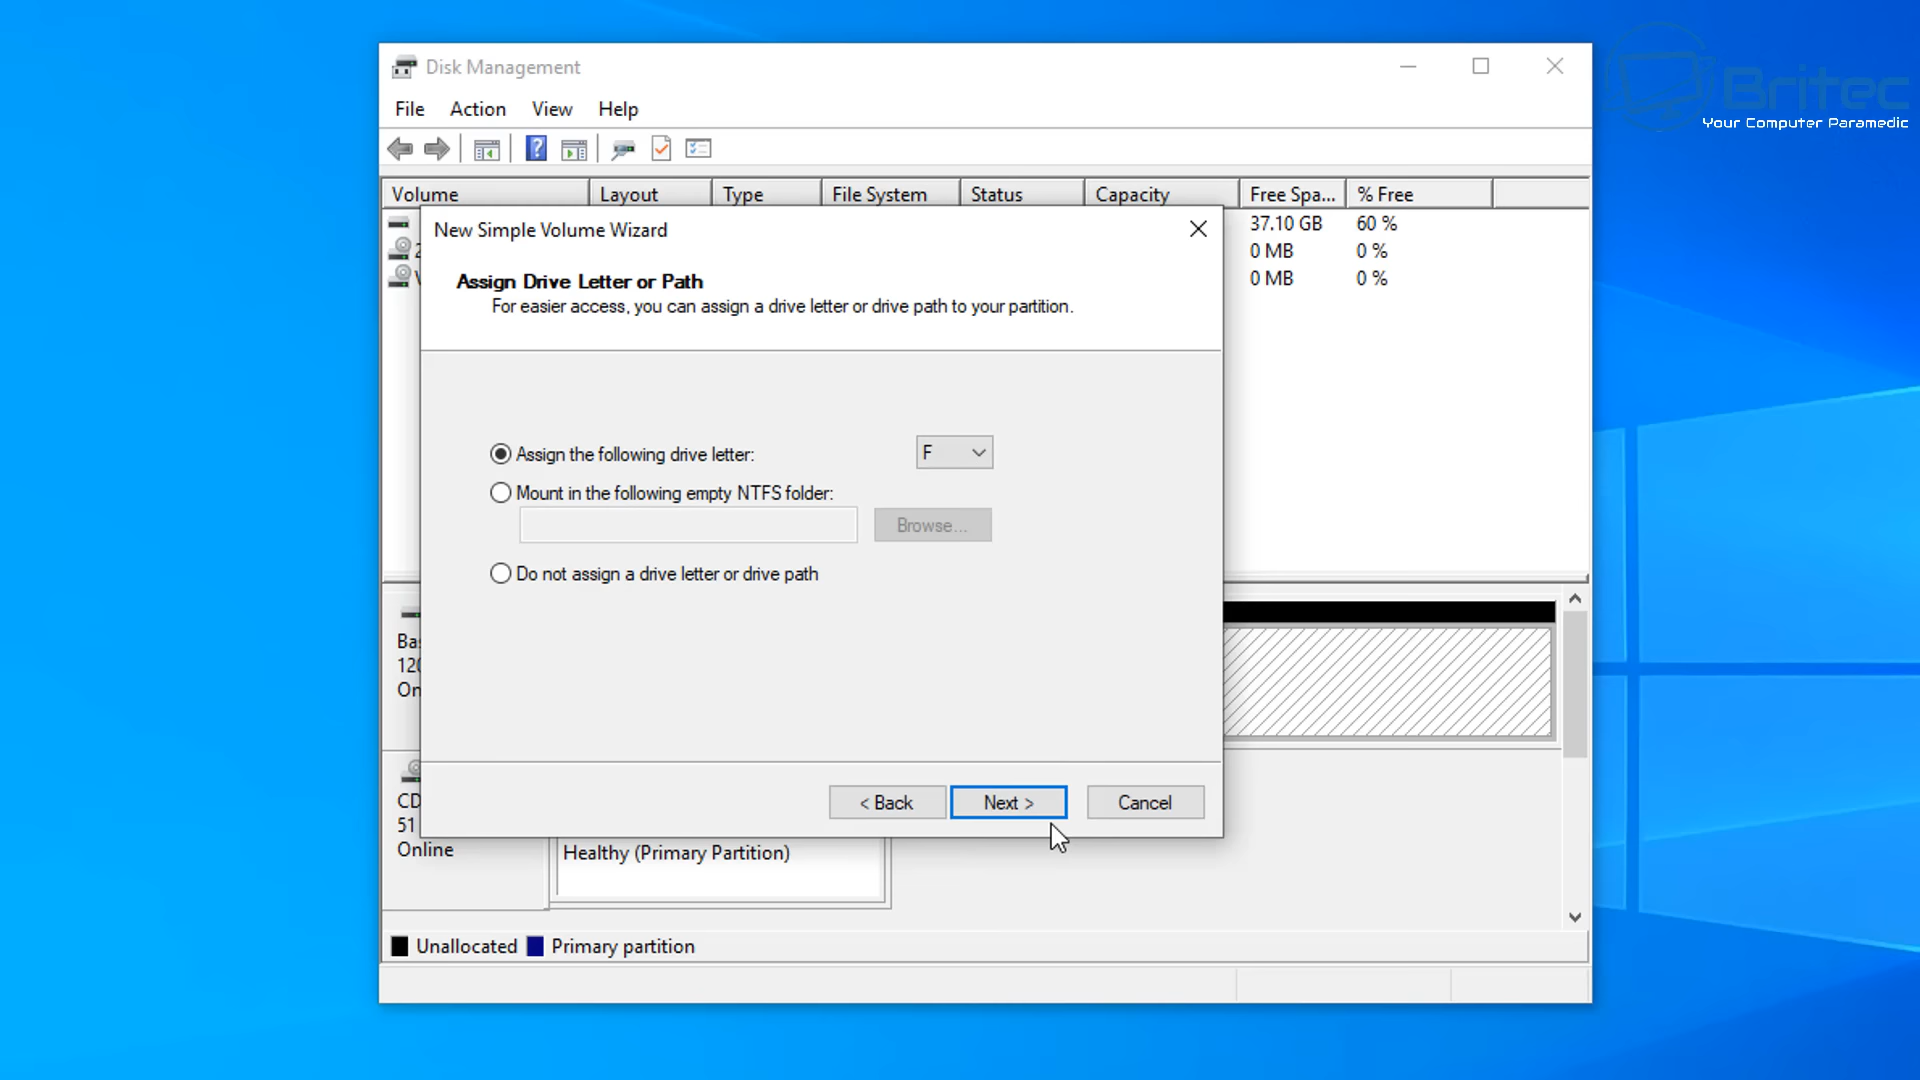 Disk Management
Britec
Your Computer Paramedic
File Action View Help
Volume Layout Type File System Status Capacity Free Spa... % Free
37.10 GB 60 %
0 MB 0 %
0 MB 0 %
New Simple Volume Wizard
Assign Drive Letter or Path
For easier access, you can assign a drive letter or drive path to your partition.
Assign the following drive letter: F
Mount in the following empty NTFS folder:
Browse...
Do not assign a drive letter or drive path
< Back Next > Cancel
Bas
120
On
CD
51
Online
Healthy (Primary Partition)
Unallocated Primary partition